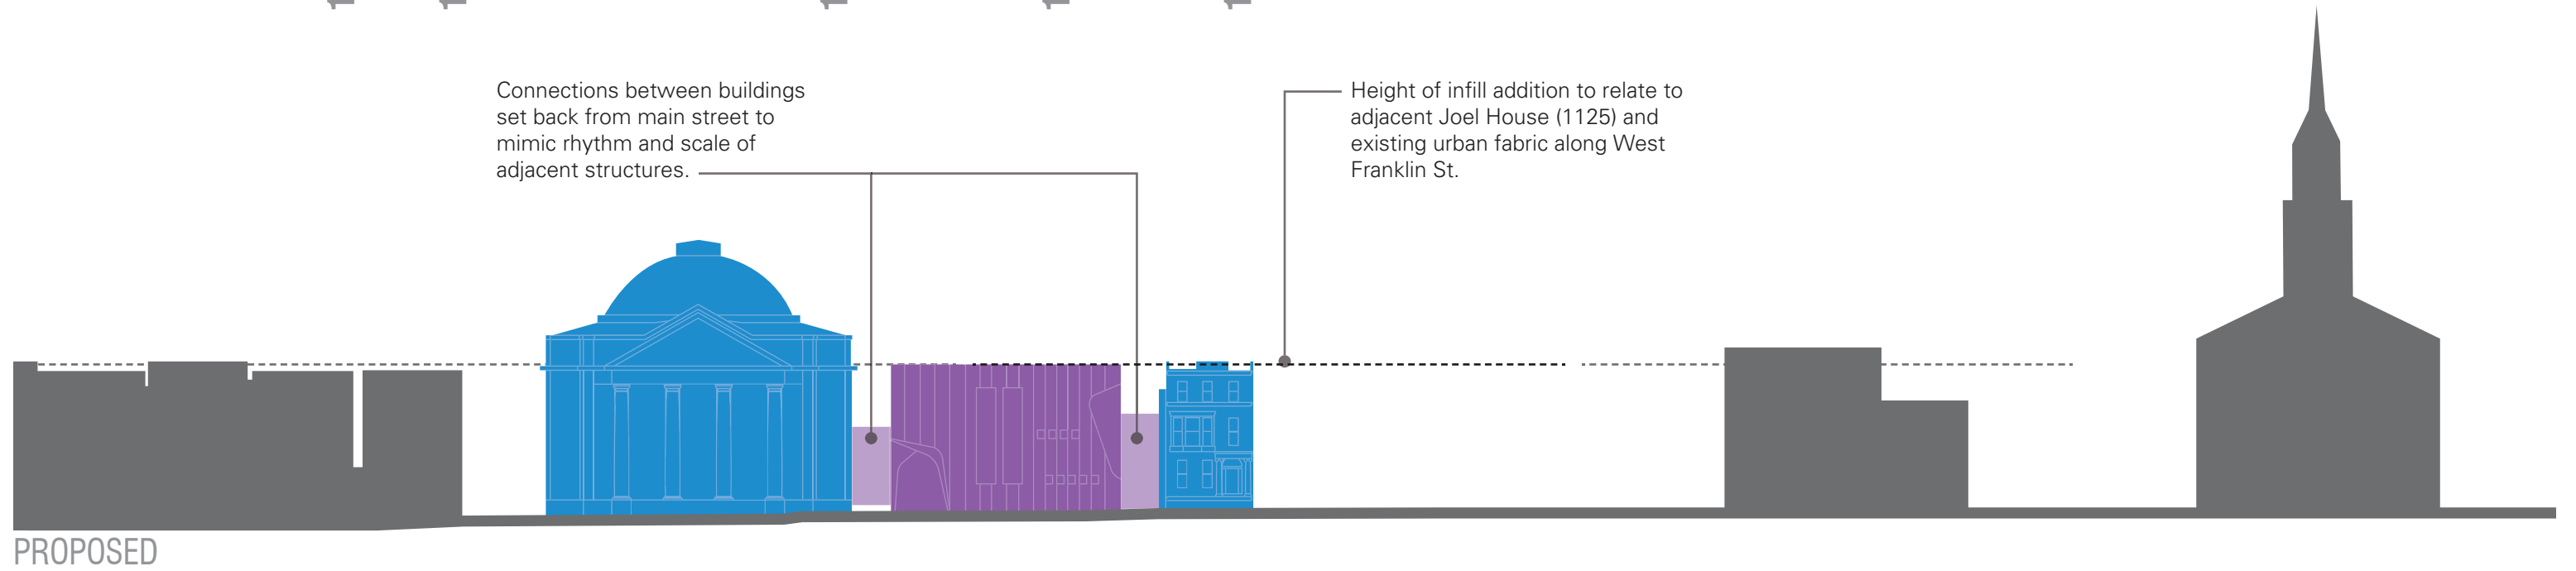 Connections between buildings
set back from main street to
mimic rhythm and scale of
adjacent structures.
Height of infill addition to relate to
adjacent Joel House (1125) and
existing urban fabric along West
Franklin St.
PROPOSED